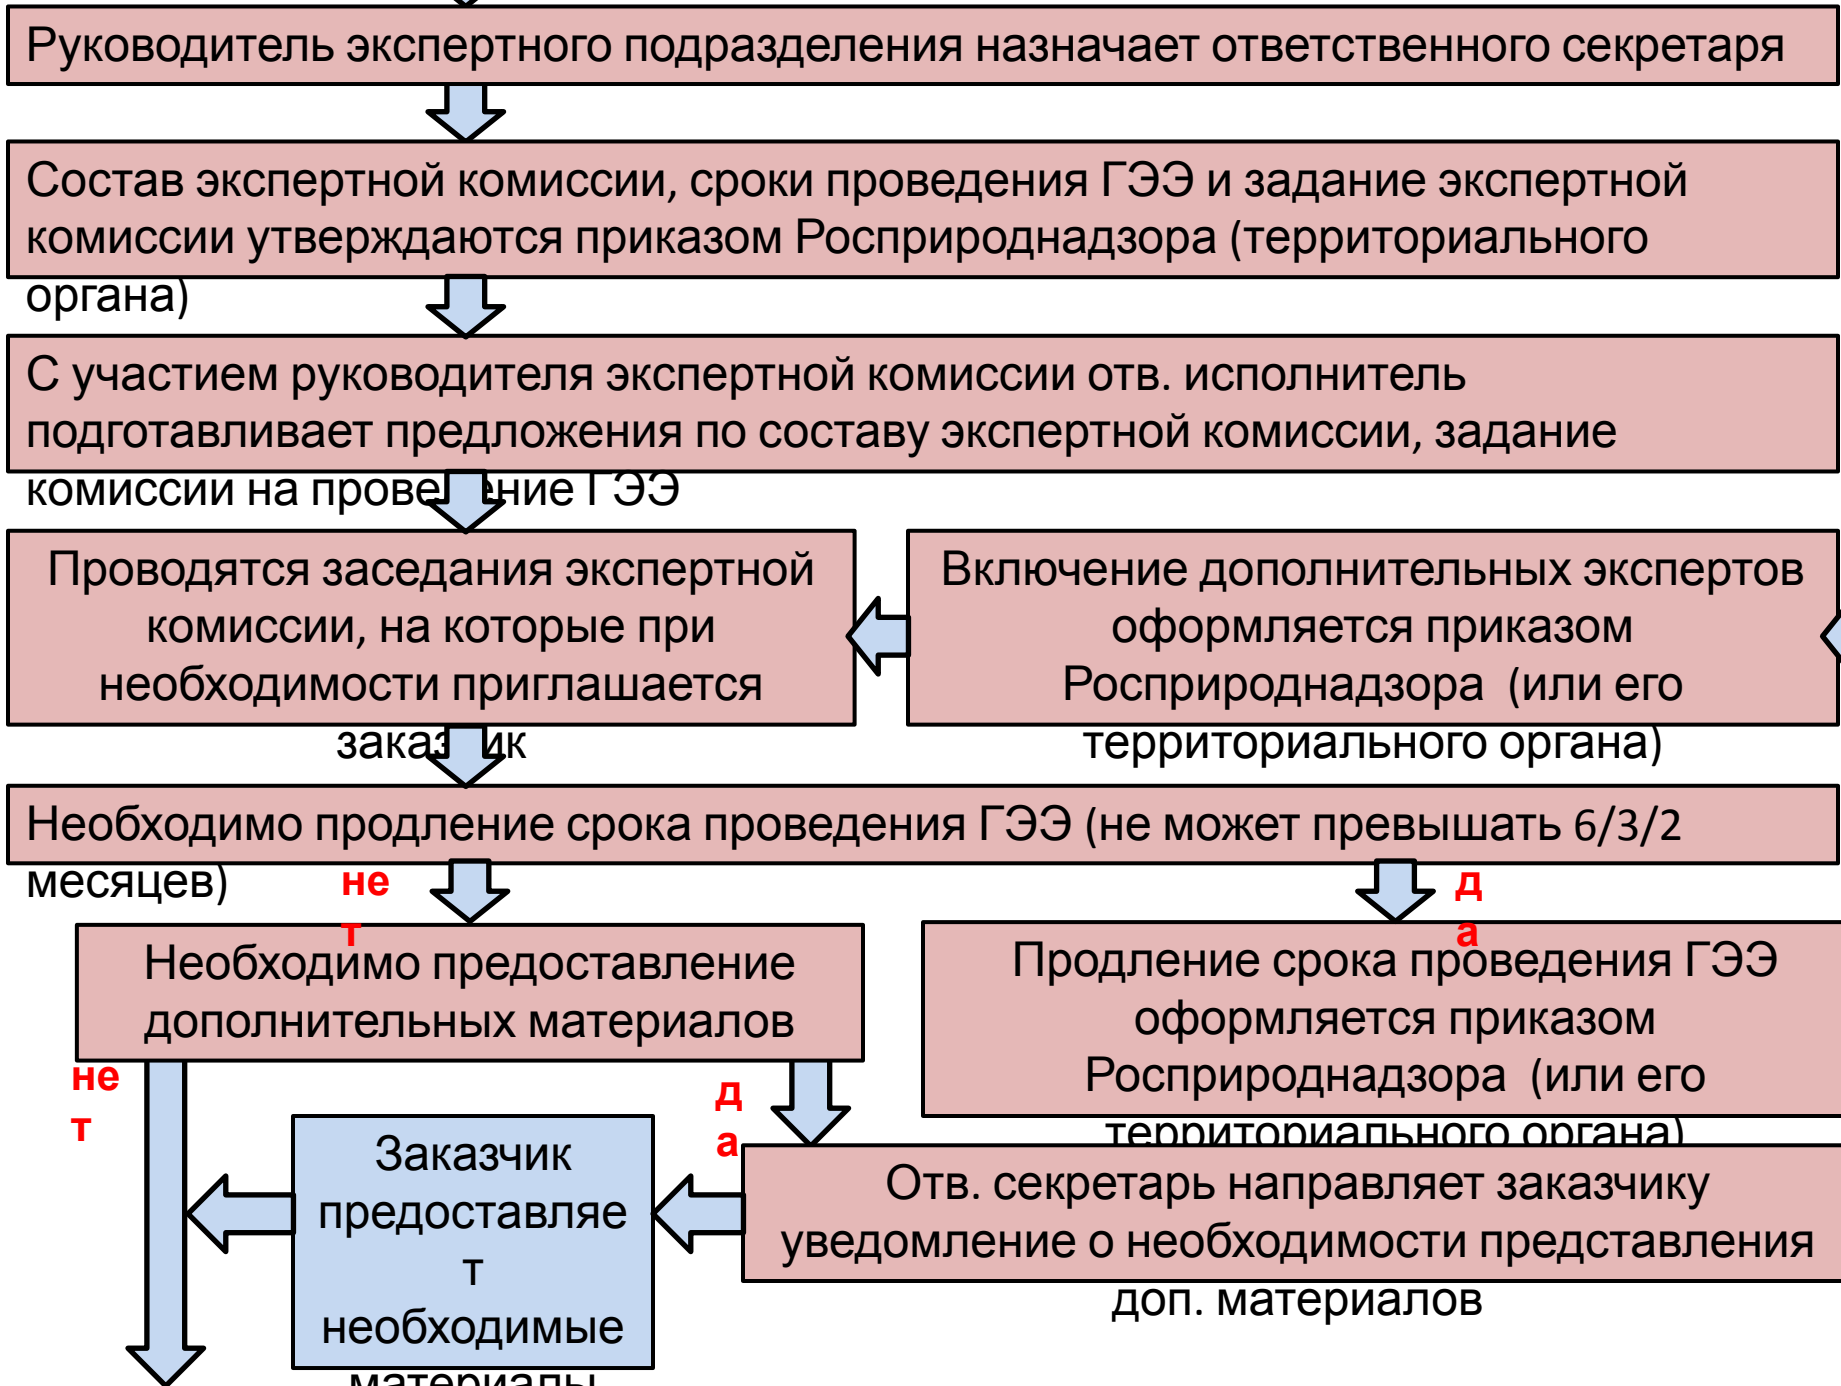 Руководитель экспертного подразделения назначает ответственного секретаря
Состав экспертной комиссии, сроки проведения ГЭЭ и задание экспертной
комиссии утверждаются приказом Росприроднадзора (территориального
органа)
С участием руководителя экспертной комиссии отв. исполнитель
подготавливает предложения по составу экспертной комиссии, задание
комиссии на проведение ГЭЭ
Проводятся заседания экспертной
комиссии, на которые при
необходимости приглашается
заказчик
Включение дополнительных экспертов
оформляется приказом
Росприроднадзора (или его
территориального органа)
Необходимо продление срока проведения ГЭЭ (не может превышать 6/3/2
месяцев)
не
т
д
а
Необходимо предоставление
дополнительных материалов
Продление срока проведения ГЭЭ
оформляется приказом
Росприроднадзора (или его
территориального органа)
не
т
д
а
Заказчик
предоставляе
т
необходимые
материалы
Отв. секретарь направляет заказчику
уведомление о необходимости представления
доп. материалов